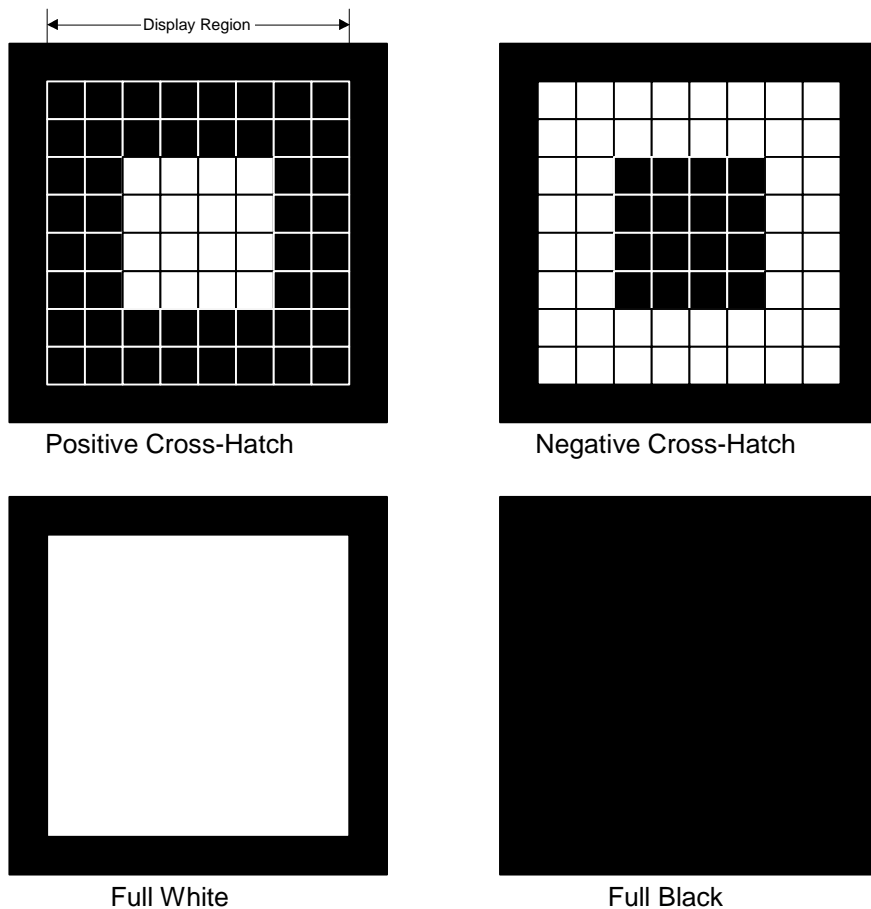 Display Region
Positive Cross-Hatch
Negative Cross-Hatch
Full White
Full Black